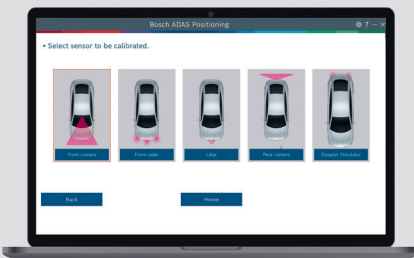 Bosch ADAS Positioning
• Select sensor to be calibrated.
Front camera
Front radar
Lidar
Rear camera
Doppler Simulator
Back
Home